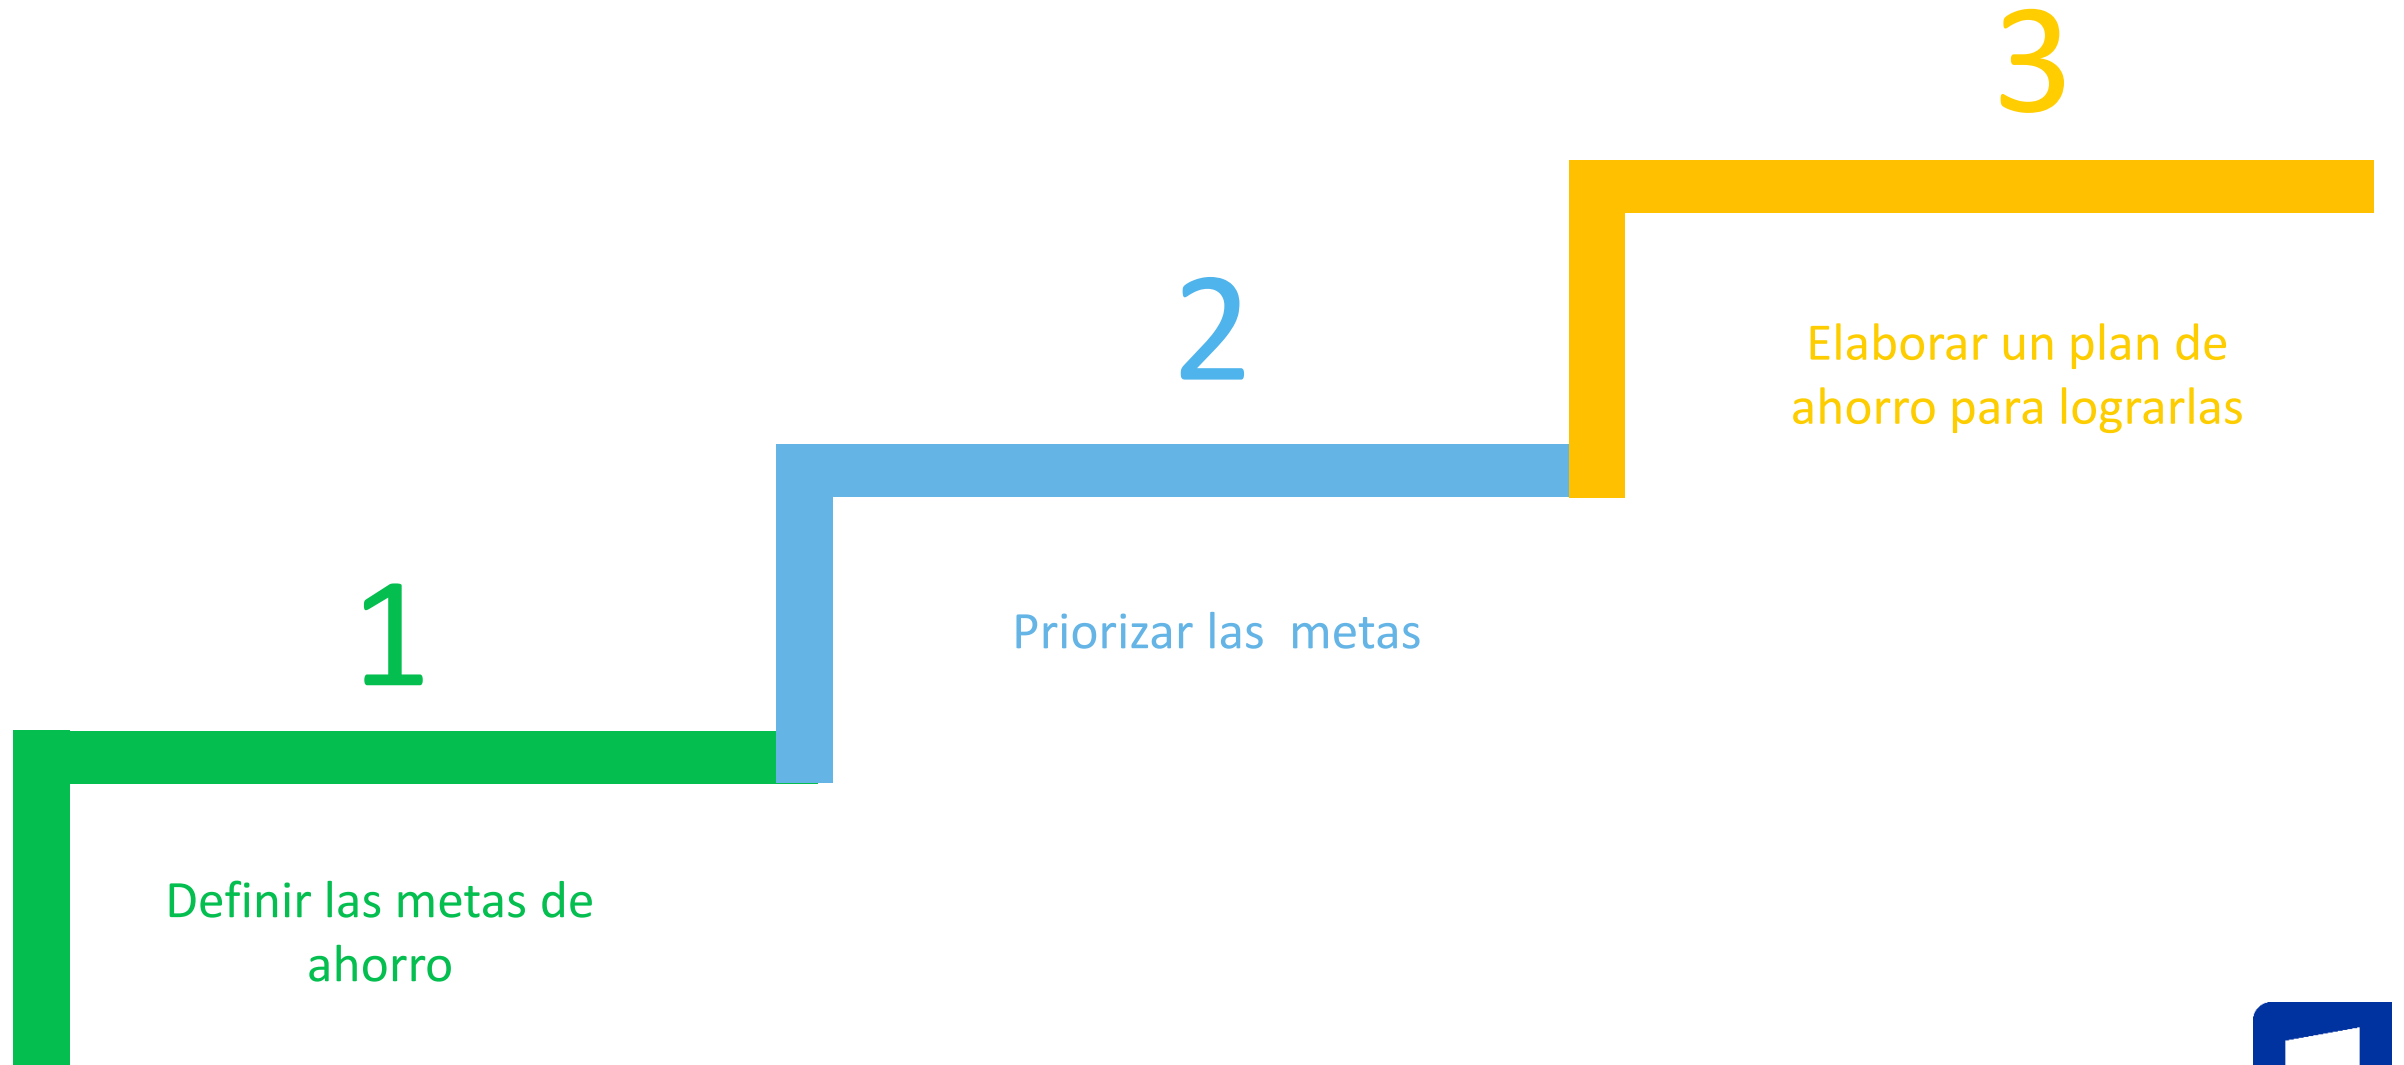 3
Elaborar un plan de
ahorro para lograrlas
2
Priorizar las  metas
1
Definir las metas de
ahorro